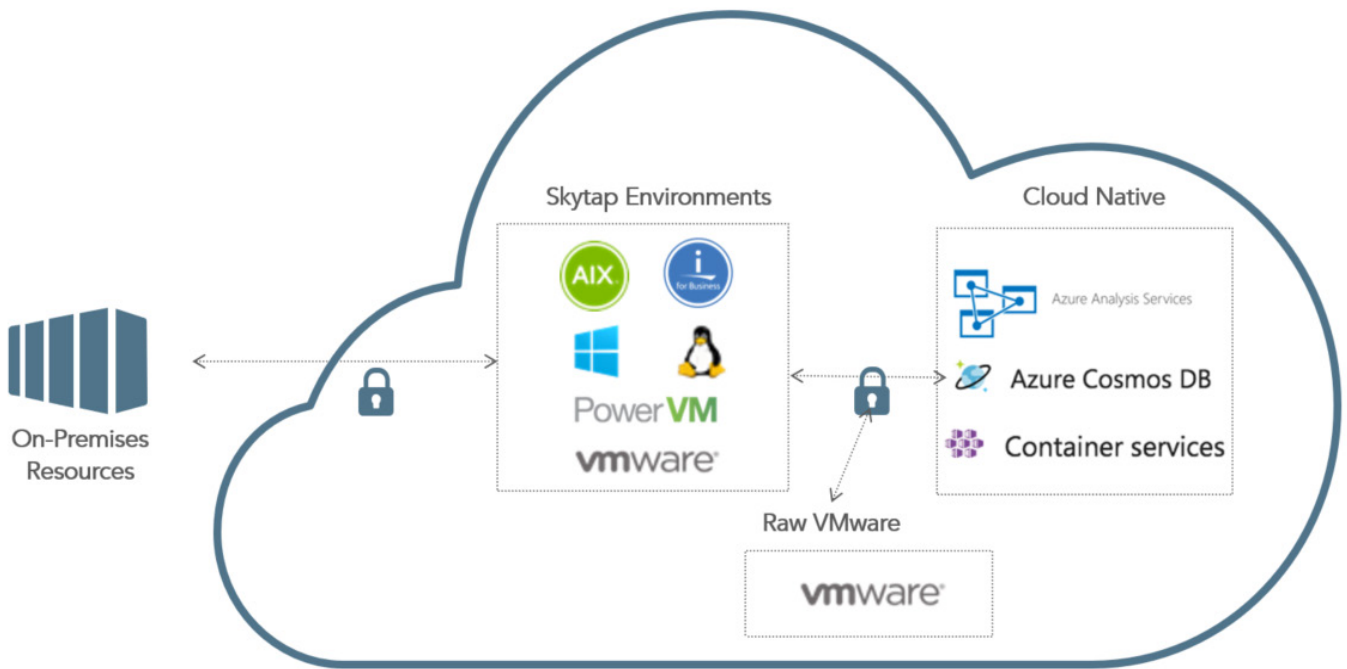 Skytap Environments
Cloud Native
AIX
i
for Business
Azure Analysis Services
Azure Cosmos DB
PowerVM
Container services
vmware®
On-Premises
Resources
Raw VMware
vmware®